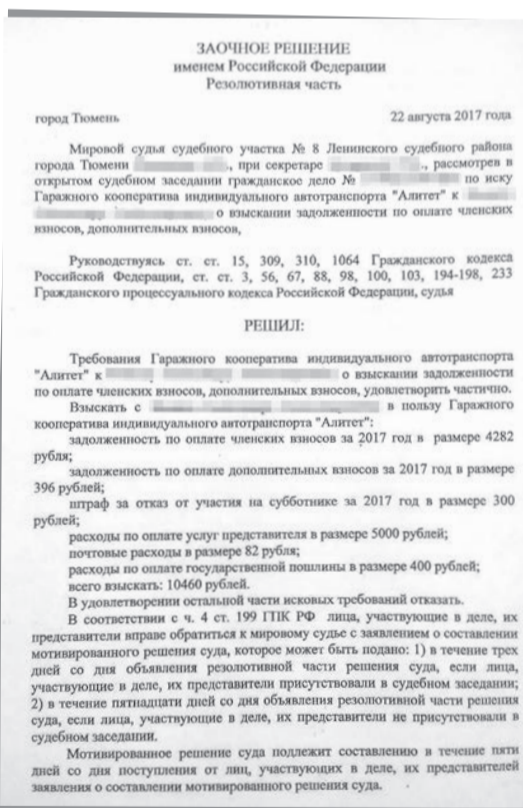 ЗАОЧНОЕ РЕШЕНИЕ
именем Российской Федерации
Резолютивная часть
город Тюмень 22 августа 2017 года
Мировой судья судебного участка № 8 Ленинского судебного района
города Тюмени ., при секретаре ., рассмотрев в
открытом судебном заседании гражданское дело № по иску
Гаражного кооператива индивидуального автотранспорта "Алитет" к
о взыскании задолженности по оплате членских
взносов, дополнительных взносов,
Руководствуясь ст. ст. 15, 309, 310, 1064 Гражданского кодекса
Российской Федерации, ст. ст. 3, 56, 67, 88, 98, 100, 103, 194-198, 233
Гражданского процессуального кодекса Российской Федерации, судья
РЕШИЛ:
Требования Гаражного кооператива индивидуального автотранспорта
"Алитет" к о взыскании задолженности
по оплате членских взносов, дополнительных взносов, удовлетворить частично.
Взыскать с в пользу Гаражного
кооператива индивидуального автотранспорта "Алитет":
задолженность по оплате членских взносов за 2017 год в размере 4282
рубля;
задолженность по оплате дополнительных взносов за 2017 год в размере
396 рублей;
штраф за отказ от участия на субботнике за 2017 год в размере 300
рублей;
расходы по оплате услуг представителя в размере 5000 рублей;
почтовые расходы в размере 82 рубля;
расходы по оплате государственной пошлины в размере 400 рублей;
всего взыскать: 10460 рублей.
В удовлетворении остальной части исковых требований отказать.
В соответствии с ч. 4 ст. 199 ГПК РФ лица, участвующие в деле, их
представители вправе обратиться к мировому судье с заявлением о составлении
мотивированного решения суда, которое может быть подано: 1) в течение трех
дней со дня объявления резолютивной части решения суда, если лица,
участвующие в деле, их представители присутствовали в судебном заседании;
2) в течение пятнадцати дней со дня объявления резолютивной части решения
суда, если лица, участвующие в деле, их представители не присутствовали в
судебном заседании.
Мотивированное решение суда подлежит составлению в течение пяти
дней со дня поступления от лиц, участвующих в деле, их представителей
заявления о составлении мотивированного решения суда.